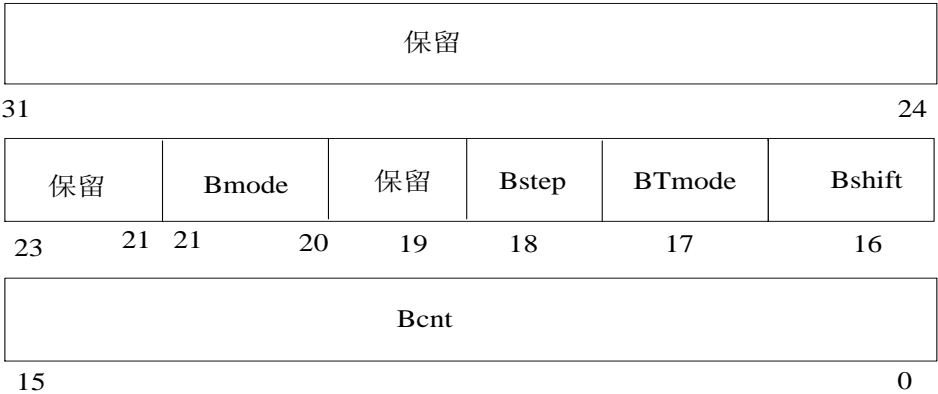 保留
31 24
保留 Bmode 保留 Bstep BTmode Bshift
23 21 21 20 19 18 17 16
Bcnt
15 0